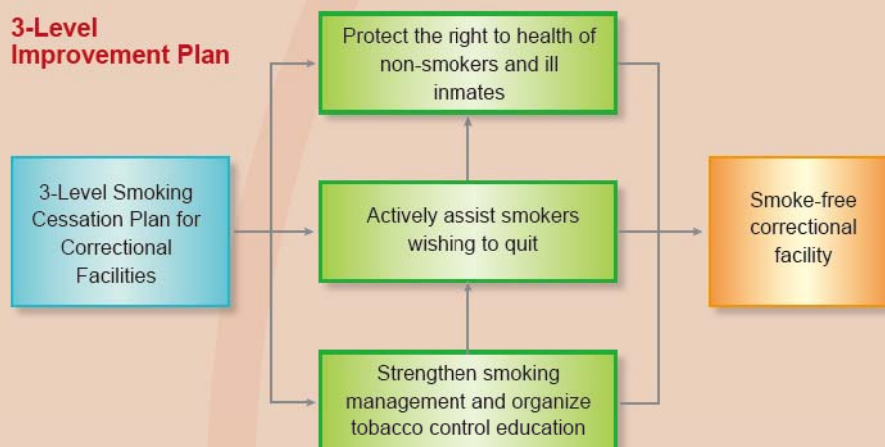 3-Level
Improvement Plan
Protect the right to health of
non-smokers and ill
inmates
3-Level Smoking
Cessation Plan for
Correctional
Facilities
Actively assist smokers
wishing to quit
Smoke-free
correctional
facility
Strengthen smoking
management and organize
tobacco control education